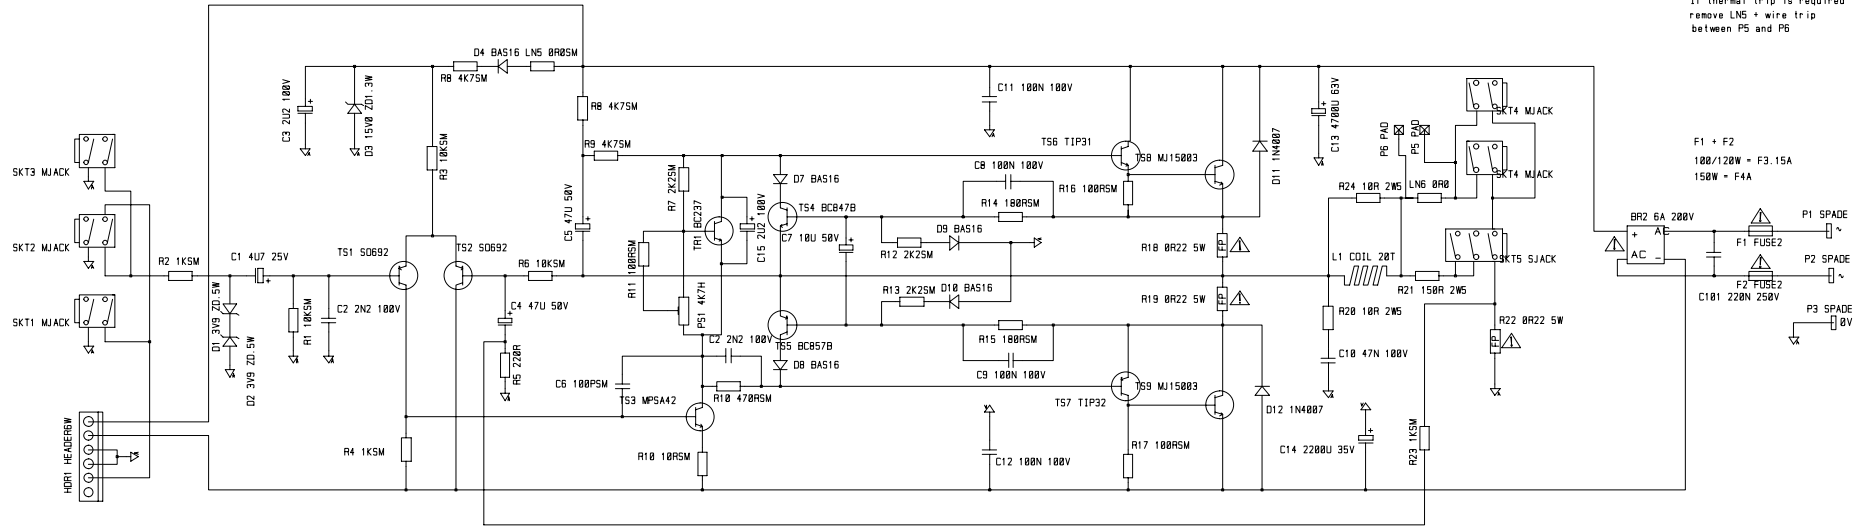 If thermal trip is required
remove LN5 + wire trip
between P5 and P6
D4 BAS16 LN5 0R0SM
R8 4K7SM
C3 2U2 100V
D3 15V0 ZD1.3W
R3 10KSM
R8 4K7SM
R9 4K7SM
C11 100N 100V
C13 4700U 63V
SKT4 MJACK
P6 PAD
P5 PAD
F1 + F2
100/120W = F3.15A
150W = F4A
SKT3 MJACK
TS6 TIP31
TS8 MJ15003
D11 1N4007
C8 100N 100V
R16 100RSM
R14 180RSM
D7 BAS16
R7 2K2SM
TR1 BC237
C15 2U2 100V
C5 47U 50V
TS4 BC847B
C7 10U 50V
R24 10R 2W5
LN6 0R0
SKT4 MJACK
BR2 6A 200V
P1 SPADE
~
F1 FUSE2
+
AC
AC
-
SKT2 MJACK
R2 1KSM
C1 4U7 25V
+
TS1 SO692
TS2 SO692
R6 10KSM
R11 100RSM
PS1 4K7H
D9 BAS16
R12 2K2SM
R18 0R22 5W
FP
L1 COIL 20T
SKT5 SJACK
R21 150R 2W5
P2 SPADE
~
F2 FUSE2
C101 220N 250V
R13 2K2SM
D10 BAS16
R19 0R22 5W
FP
SKT1 MJACK
D1 3V9 ZD.5W
D2 3V9 ZD.5W
R1 10KSM
C2 2N2 100V
C4 47U 50V
R5 220R
C2 2N2 100V
TS5 BC857B
D8 BAS16
R15 180RSM
C9 100N 100V
R20 10R 2W5
C10 47N 100V
R22 0R22 5W
FP
P3 SPADE
0V
C6 100PSM
TS3 MPSA42
R10 470RSM
TS9 MJ15003
TS7 TIP32
D12 1N4007
HDR1 HEADER6W
R4 1KSM
R10 10RSM
C12 100N 100V
R17 100RSM
C14 2200U 35V
R23 1KSM